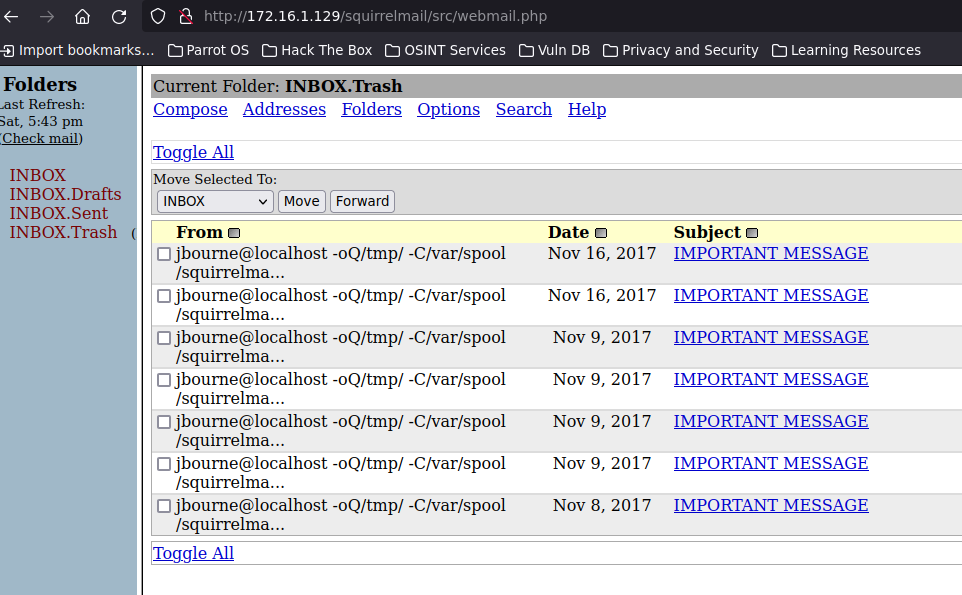 http://172.16.1.129/squirrelmail/src/webmail.php
Import bookmarks... Parrot OS Hack The Box OSINT Services Vuln DB Privacy and Security Learning Resources
Folders
Last Refresh:
Sat, 5:43 pm
(Check mail)
INBOX
INBOX.Drafts
INBOX.Sent
INBOX.Trash (
Current Folder: INBOX.Trash
Compose Addresses Folders Options Search Help
Toggle All
Move Selected To:
INBOX Move Forward
From Date Subject
jbourne@localhost -oQ/tmp/ -C/var/spool Nov 16, 2017 IMPORTANT MESSAGE
/squirrelma...
jbourne@localhost -oQ/tmp/ -C/var/spool Nov 16, 2017 IMPORTANT MESSAGE
/squirrelma...
jbourne@localhost -oQ/tmp/ -C/var/spool Nov 9, 2017 IMPORTANT MESSAGE
/squirrelma...
jbourne@localhost -oQ/tmp/ -C/var/spool Nov 9, 2017 IMPORTANT MESSAGE
/squirrelma...
jbourne@localhost -oQ/tmp/ -C/var/spool Nov 9, 2017 IMPORTANT MESSAGE
/squirrelma...
jbourne@localhost -oQ/tmp/ -C/var/spool Nov 9, 2017 IMPORTANT MESSAGE
/squirrelma...
jbourne@localhost -oQ/tmp/ -C/var/spool Nov 8, 2017 IMPORTANT MESSAGE
/squirrelma...
Toggle All